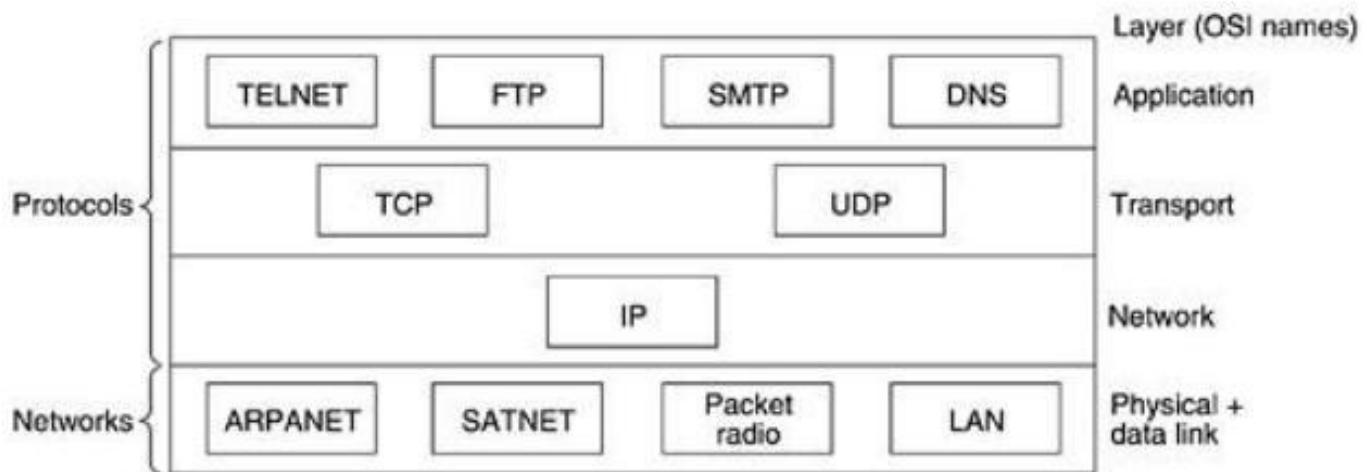 Layer (OSI names)
TELNET FTP SMTP DNS Application
Protocols TCP UDP Transport
IP Network
Networks ARPANET SATNET Packet radio LAN Physical + data link